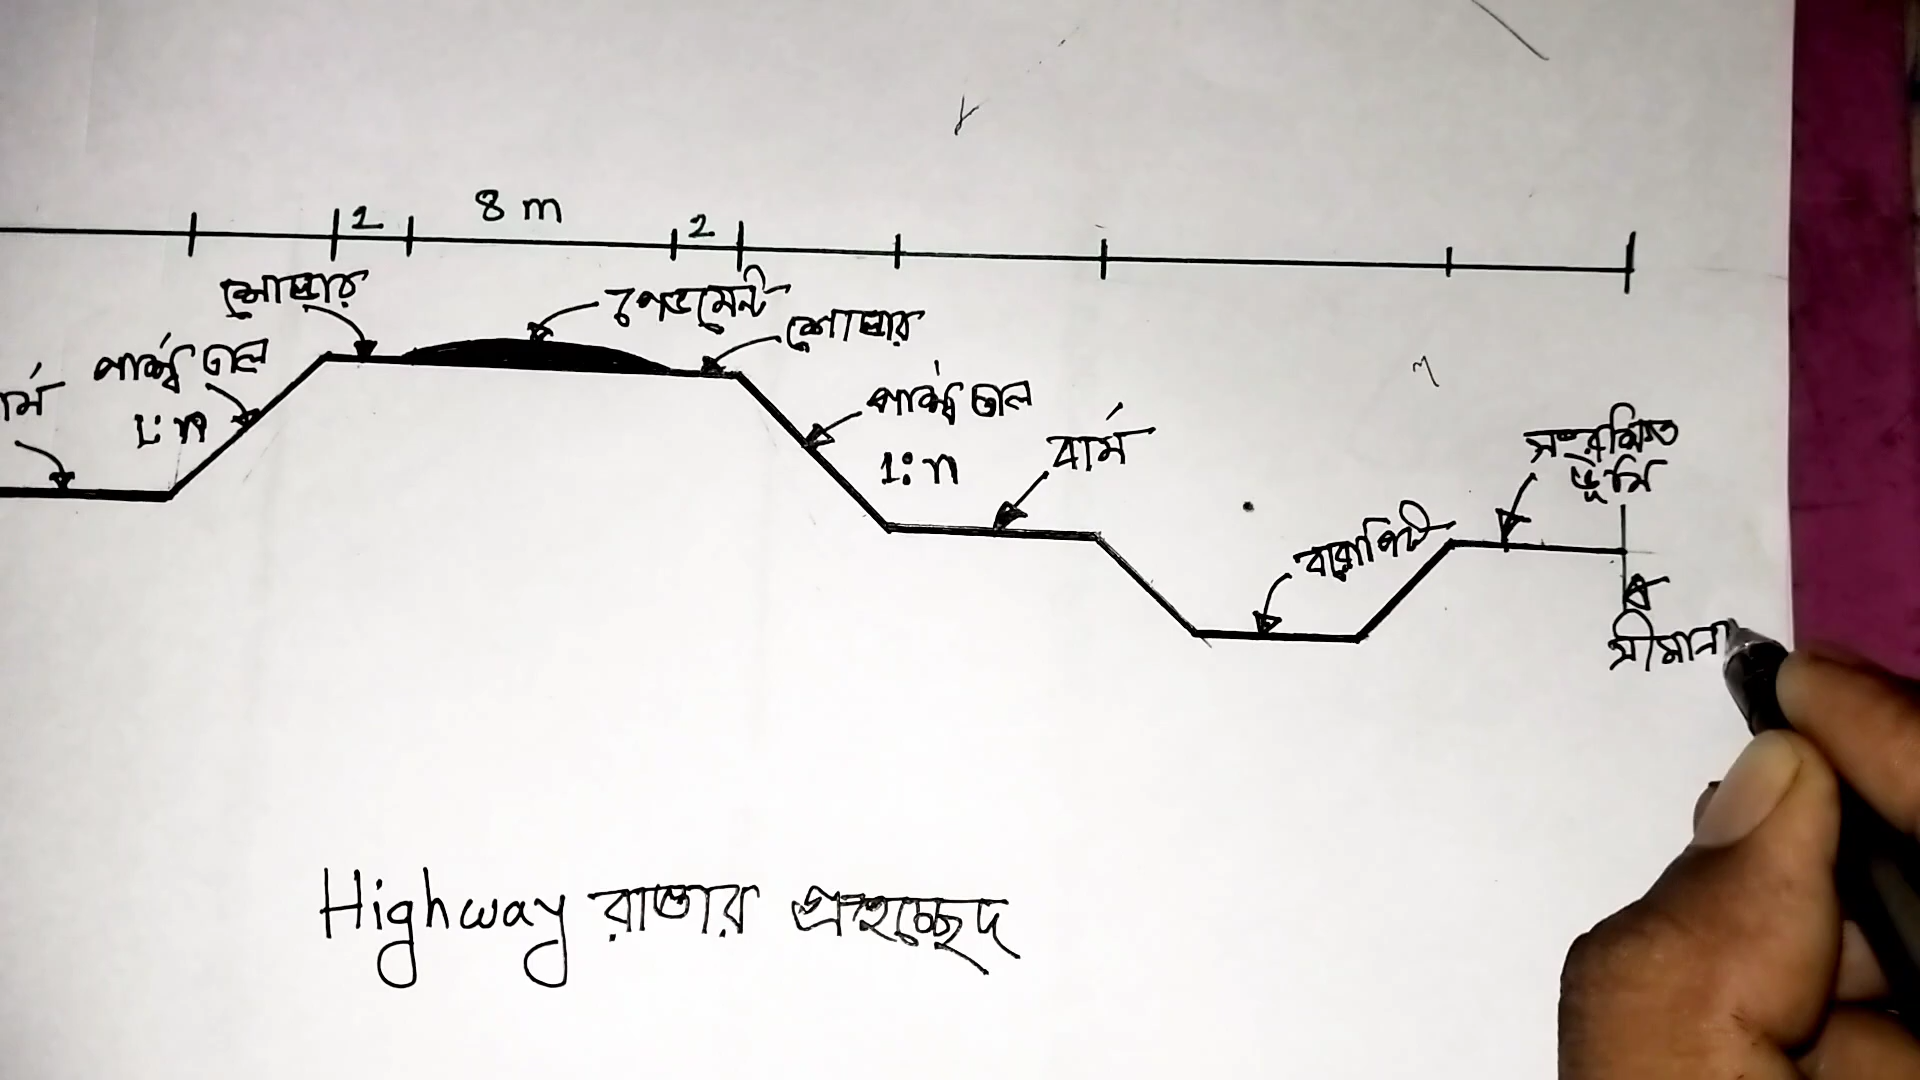 2 8 m 2
শোল্ডার
পেভমেন্ট
শোল্ডার
পার্শ্ব ঢাল
1:n
পার্শ্ব ঢাল
1:n
বার্ম
সংরক্ষিত
ভূমি
বরোপিট
সীমানা
Highway রাস্তার প্রস্থচ্ছেদ